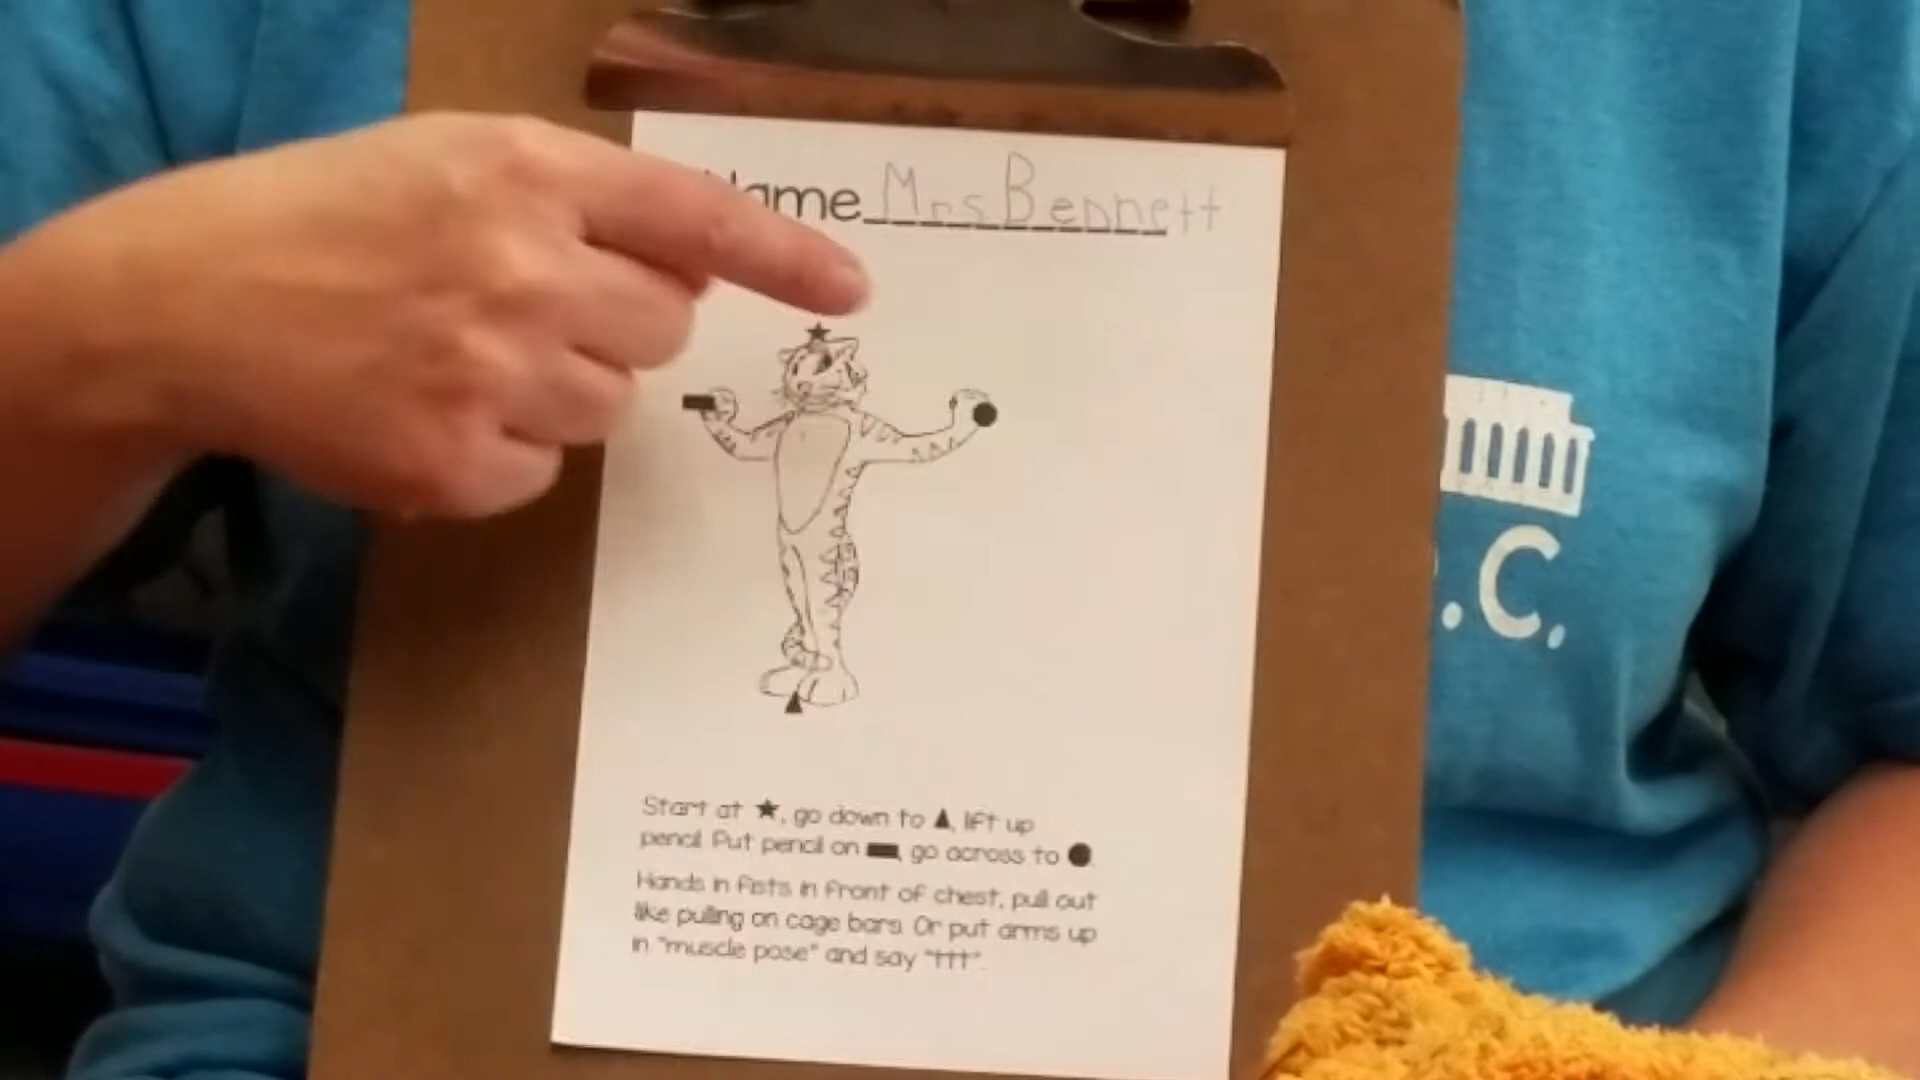 Name Mrs Bennett
Start at ★, go down to ▲, lift up
pencil. Put pencil on ▬, go across to ●.
Hands in fists in front of chest, pull out
like pulling on cage bars. Or put arms up
in "muscle pose" and say "ttt".
.C.